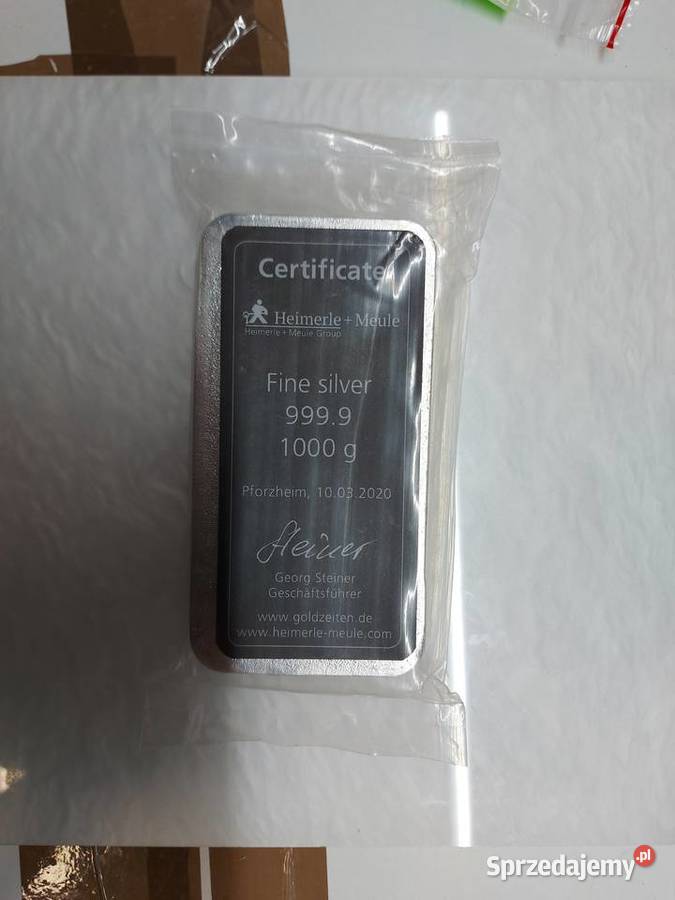 Certificate
Heimerle + Meule
Heimerle + Meule Group
Fine silver
999.9
1000 g
Pforzheim, 10.03.2020
Steiner
Georg Steiner
Geschäftsführer
www.goldzeiten.de
www.heimerle-meule.com
Sprzedajemy.pl